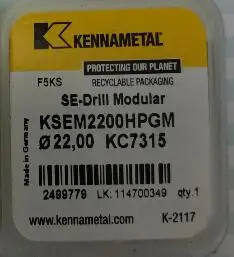 KENNAMETAL
PROTECTING OUR PLANET
F5KS RECYCLABLE PACKAGING
SE-Drill Modular
KSEM2200HPGM
Ø 22,00 KC7315
Made in Germany
2499779 LK: 114700349 qty.1
www.kennametal.com K-2117